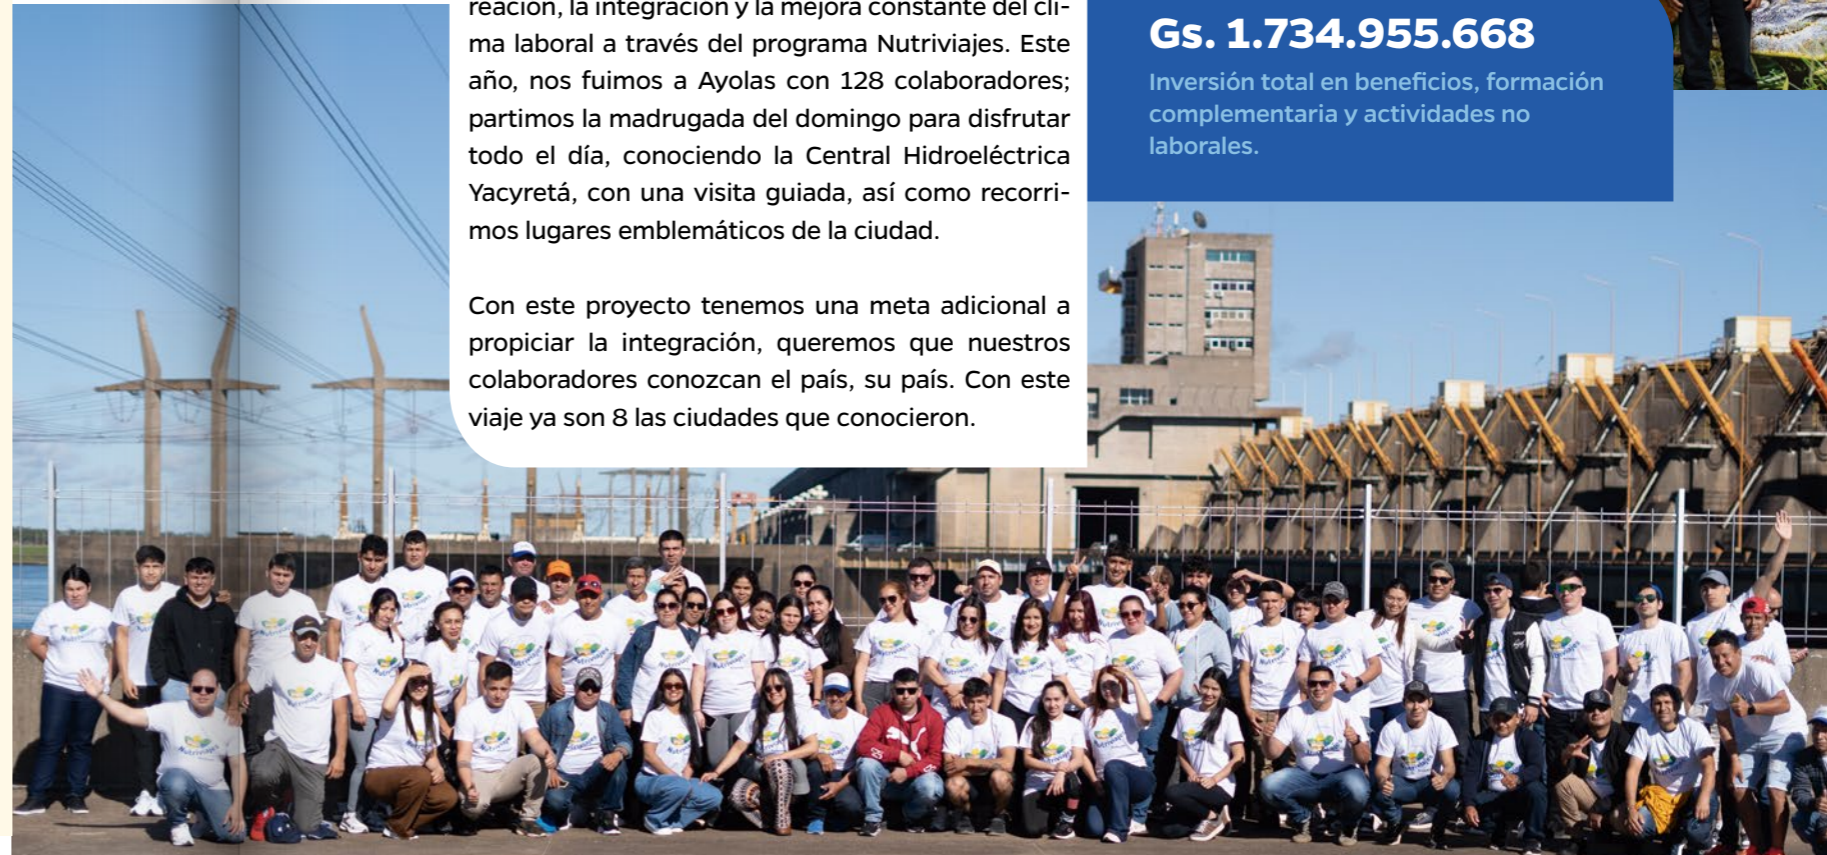 reación, la integración y la mejora constante del cli-
ma laboral a través del programa Nutriviajes. Este
año, nos fuimos a Ayolas con 128 colaboradores;
partimos la madrugada del domingo para disfrutar
todo el día, conociendo la Central Hidroeléctrica
Yacyretá, con una visita guiada, así como recorri-
mos lugares emblemáticos de la ciudad.
Con este proyecto tenemos una meta adicional a
propiciar la integración, queremos que nuestros
colaboradores conozcan el país, su país. Con este
viaje ya son 8 las ciudades que conocieron.
Gs. 1.734.955.668
Inversión total en beneficios, formación
complementaria y actividades no
laborales.
Nutriviajes